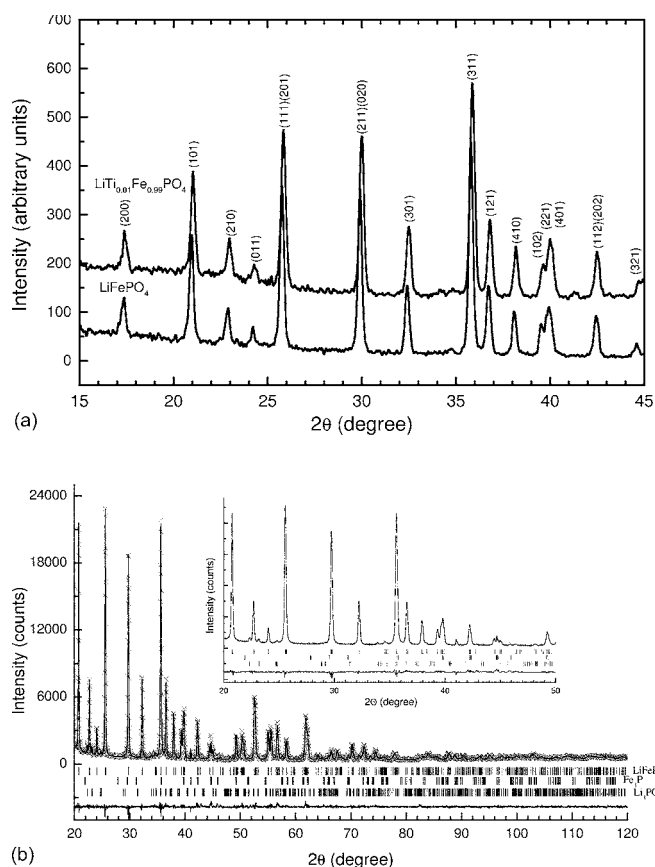 700
600
500
400
300
200
100
0
Intensity (arbitrary units)
LiTi0.01Fe0.99PO4
LiFePO4
(200)
(101)
(210)
(011)
(111)(201)
(211)(020)
(301)
(311)
(121)
(410)
(102)
(221)
(401)
(112)(202)
(321)
15 20 25 30 35 40 45
2θ (degree)
(a)
24000
18000
12000
6000
0
Intensity (counts)
Intensity (counts)
20 30 40 50
2Θ (degree)
20 30 40 50 60 70 80 90 100 110 120
2θ (degree)
(b)